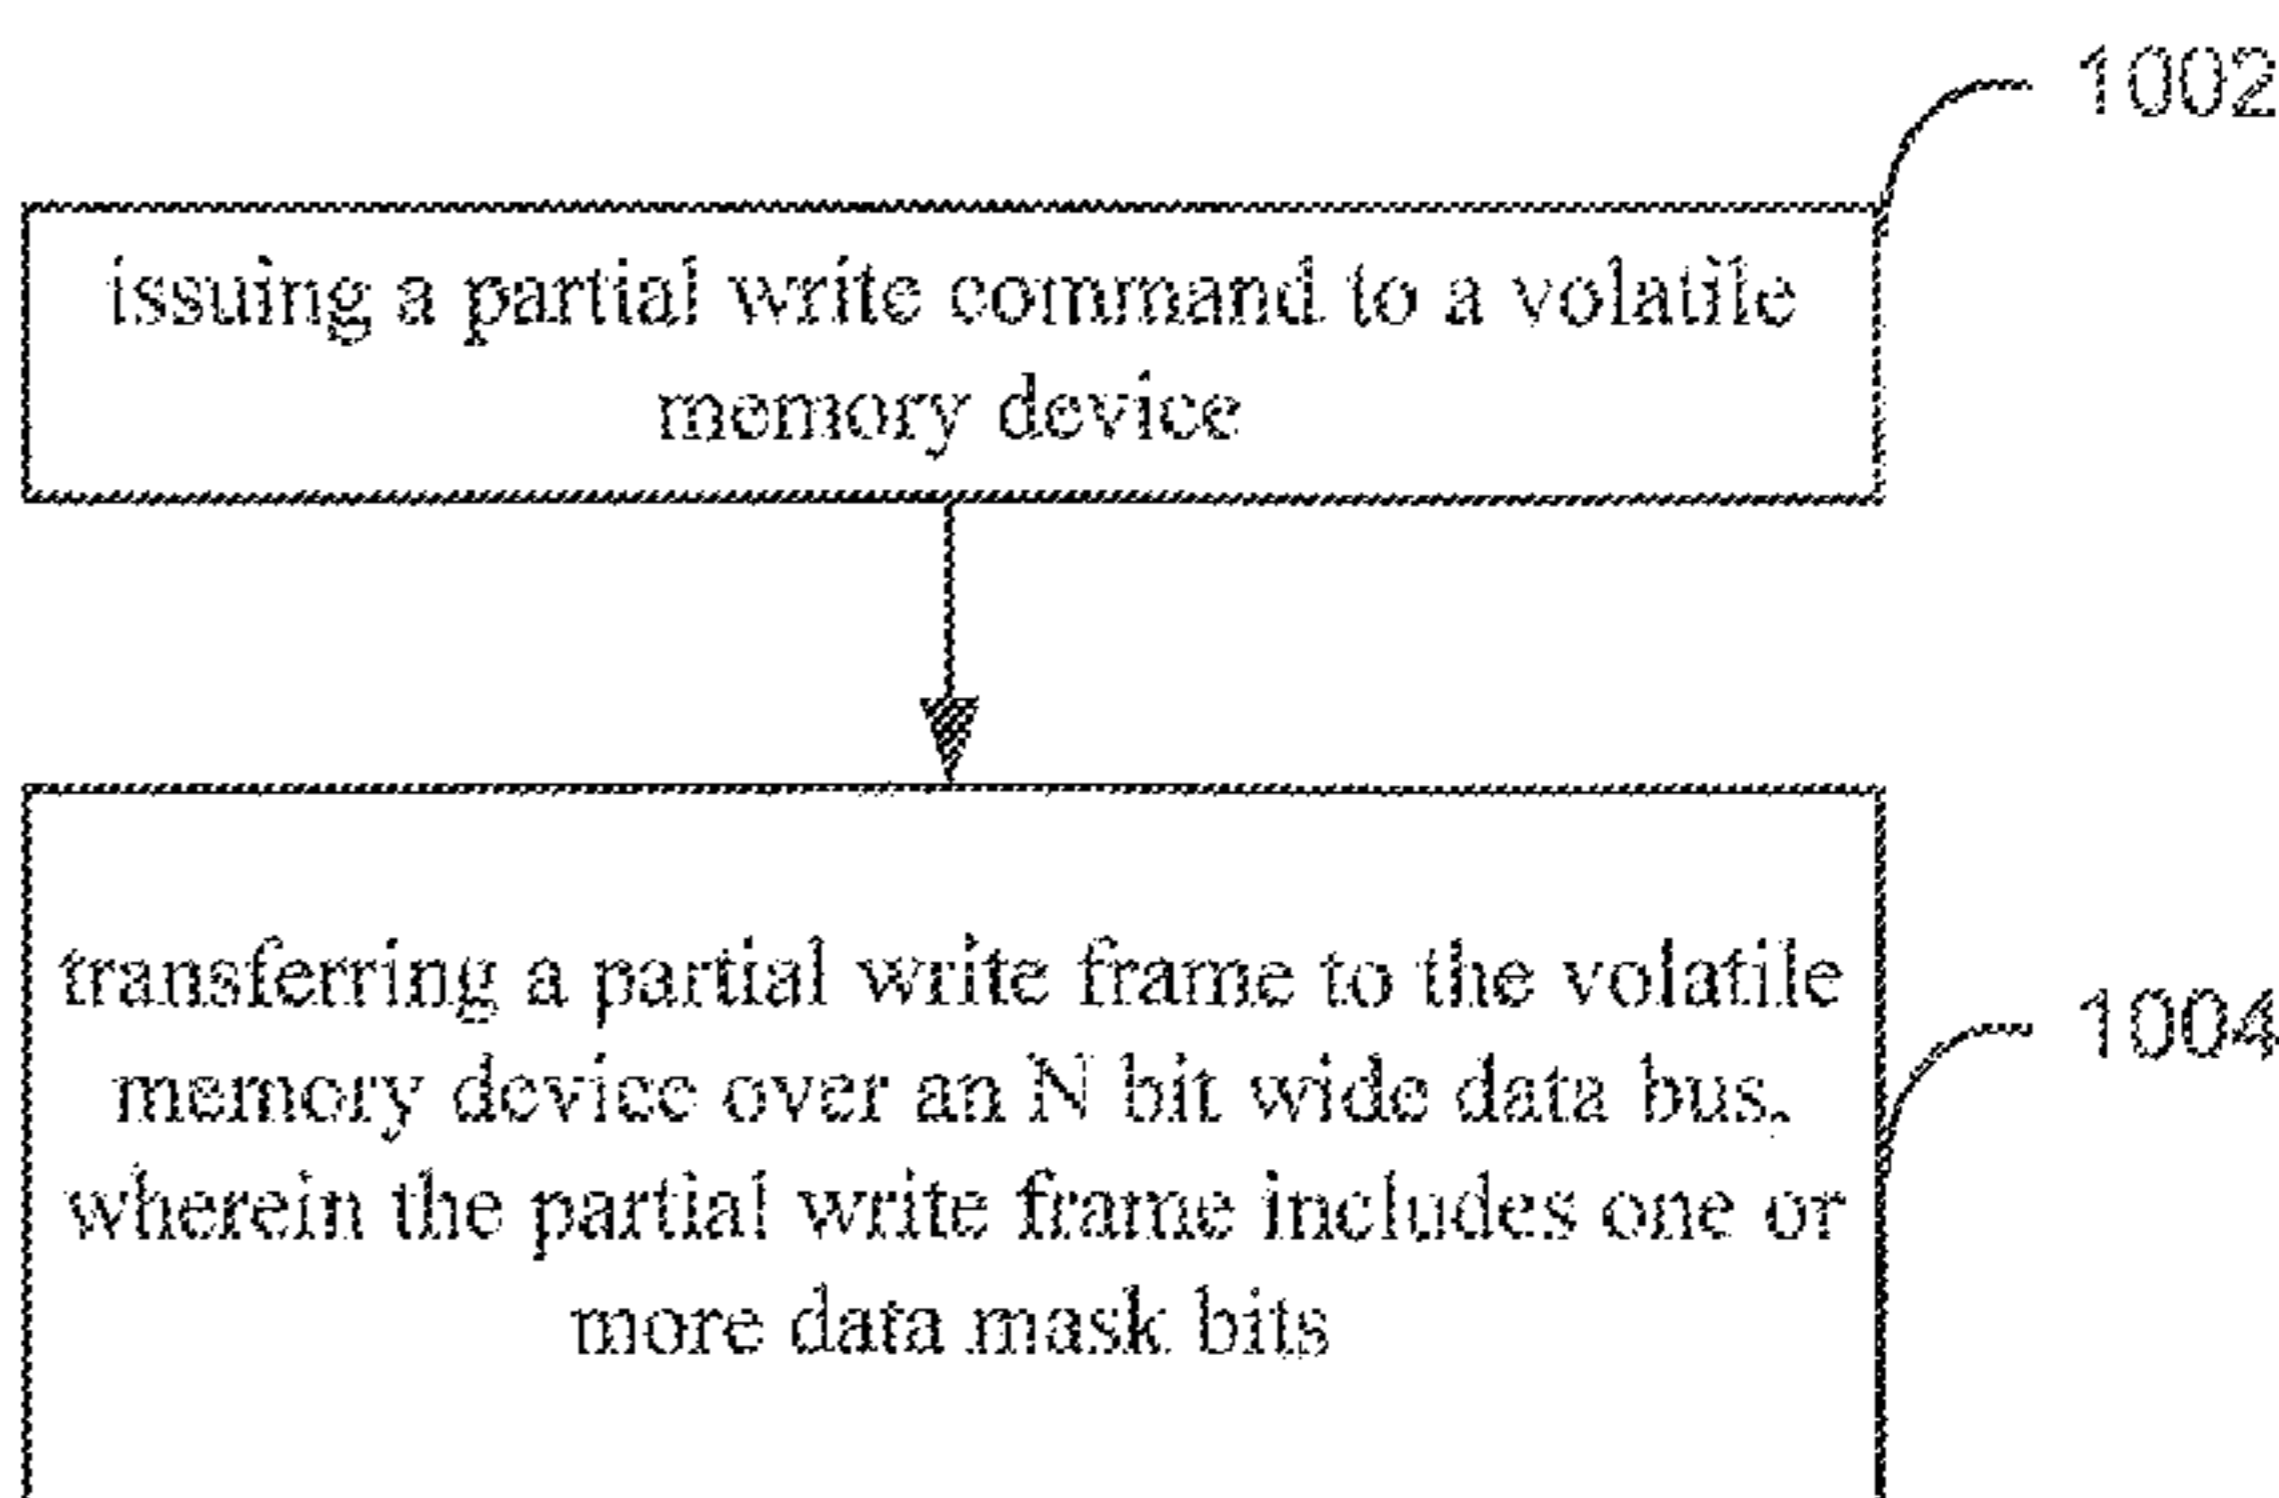 1002
issuing a partial write command to a volatile
memory device
transferring a partial write frame to the volatile
memory device over an N bit wide data bus,
1004
wherein the partial write frame includes one or
more data mask bits